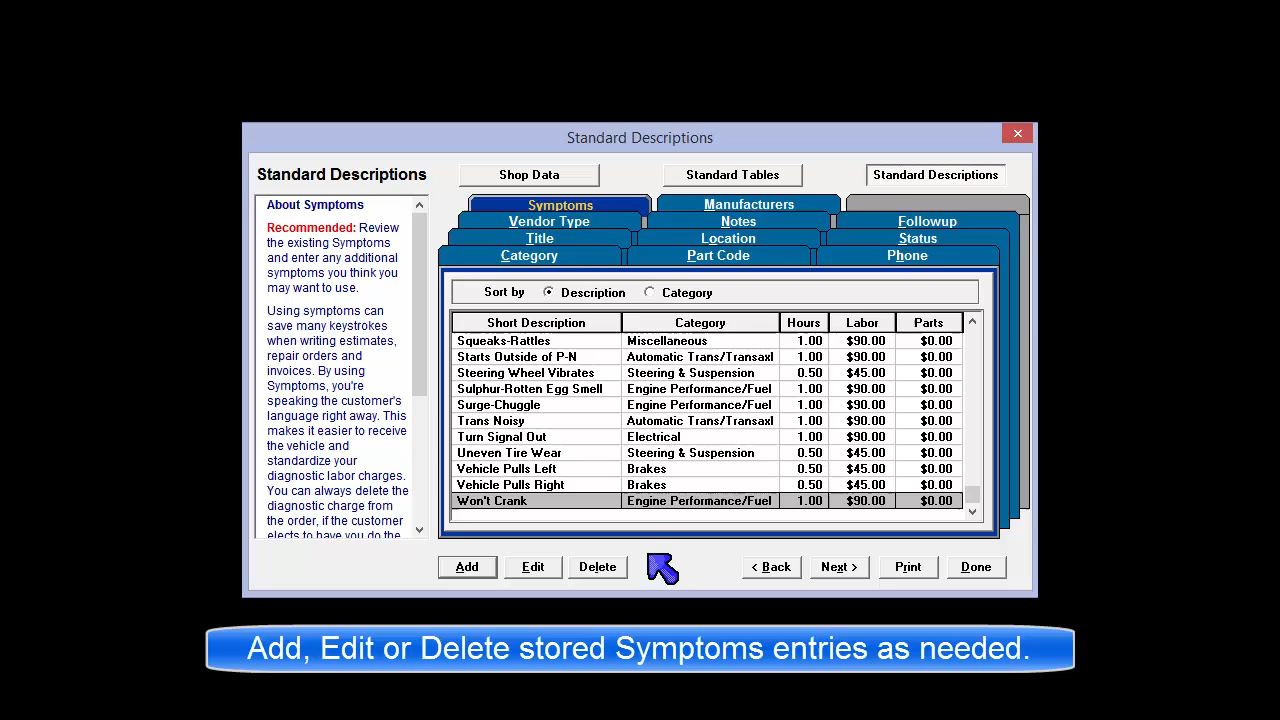 Standard Descriptions
Standard Descriptions
Shop Data
Standard Tables
Standard Descriptions
About Symptoms
Recommended: Review
the existing Symptoms
and enter any additional
symptoms you think you
may want to use.
Using symptoms can
save many keystrokes
when writing estimates,
repair orders and
invoices. By using
Symptoms, you're
speaking the customer's
language right away. This
makes it easier to receive
the vehicle and
standardize your
diagnostic labor charges.
You can always delete the
diagnostic charge from
the order, if the customer
elects to have you do the
Symptoms Manufacturers
Vendor Type Notes Followup
Title Location Status
Category Part Code Phone
Sort by Description Category
Short Description Category Hours Labor Parts
Squeaks-Rattles Miscellaneous 1.00 $90.00 $0.00
Starts Outside of P-N Automatic Trans/Transaxl 1.00 $90.00 $0.00
Steering Wheel Vibrates Steering & Suspension 0.50 $45.00 $0.00
Sulphur-Rotten Egg Smell Engine Performance/Fuel 1.00 $90.00 $0.00
Surge-Chuggle Engine Performance/Fuel 1.00 $90.00 $0.00
Trans Noisy Automatic Trans/Transaxl 1.00 $90.00 $0.00
Turn Signal Out Electrical 1.00 $90.00 $0.00
Uneven Tire Wear Steering & Suspension 0.50 $45.00 $0.00
Vehicle Pulls Left Brakes 0.50 $45.00 $0.00
Vehicle Pulls Right Brakes 0.50 $45.00 $0.00
Won't Crank Engine Performance/Fuel 1.00 $90.00 $0.00
Add Edit Delete < Back Next > Print Done
Add, Edit or Delete stored Symptoms entries as needed.